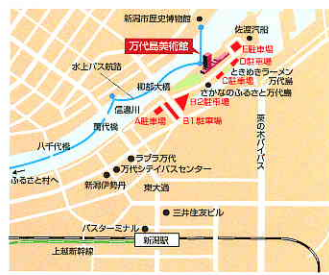 新潟市歴史博物館
佐渡汽船
万代島美術館
E駐車場
水上バス航路
D駐車場
ときめきラーメン
万代島
C駐車場
柳都大橋
さかなのふるさと万代島
信濃川
B2駐車場
萬代橋
A駐車場
B1駐車場
八千代橋
栗の木バイパス
ラブラ万代
万代シテイバスセンター
ふるさと村へ
新潟伊勢丹
東大通
三井住友ビル
バスターミナル
新潟駅
上越新幹線